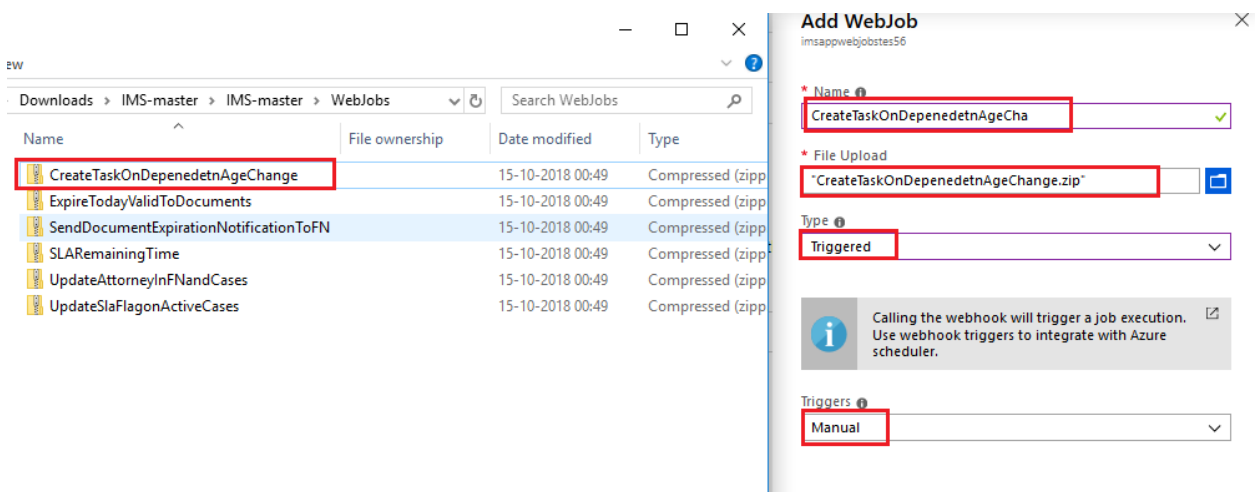 ew
Downloads > IMS-master > IMS-master > WebJobs
Search WebJobs
Name File ownership Date modified Type
CreateTaskOnDepenedetnAgeChange 15-10-2018 00:49 Compressed (zipp
ExpireTodayValidToDocuments 15-10-2018 00:49 Compressed (zipp
SendDocumentExpirationNotificationToFN 15-10-2018 00:49 Compressed (zipp
SLARemainingTime 15-10-2018 00:49 Compressed (zipp
UpdateAttorneyInFNandCases 15-10-2018 00:49 Compressed (zipp
UpdateSlaFlagonActiveCases 15-10-2018 00:49 Compressed (zipp
Add WebJob
imsappwebjobstes56
* Name
CreateTaskOnDepenedetnAgeCha
* File Upload
"CreateTaskOnDepenedetnAgeChange.zip"
Type
Triggered
Calling the webhook will trigger a job execution.
Use webhook triggers to integrate with Azure
scheduler.
Triggers
Manual